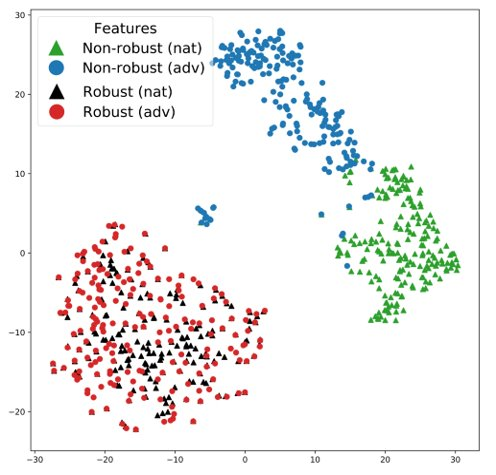 Features
Non-robust (nat)
Non-robust (adv)
Robust (nat)
Robust (adv)
30
20
10
0
−10
−20
−30
−20
−10
0
10
20
30